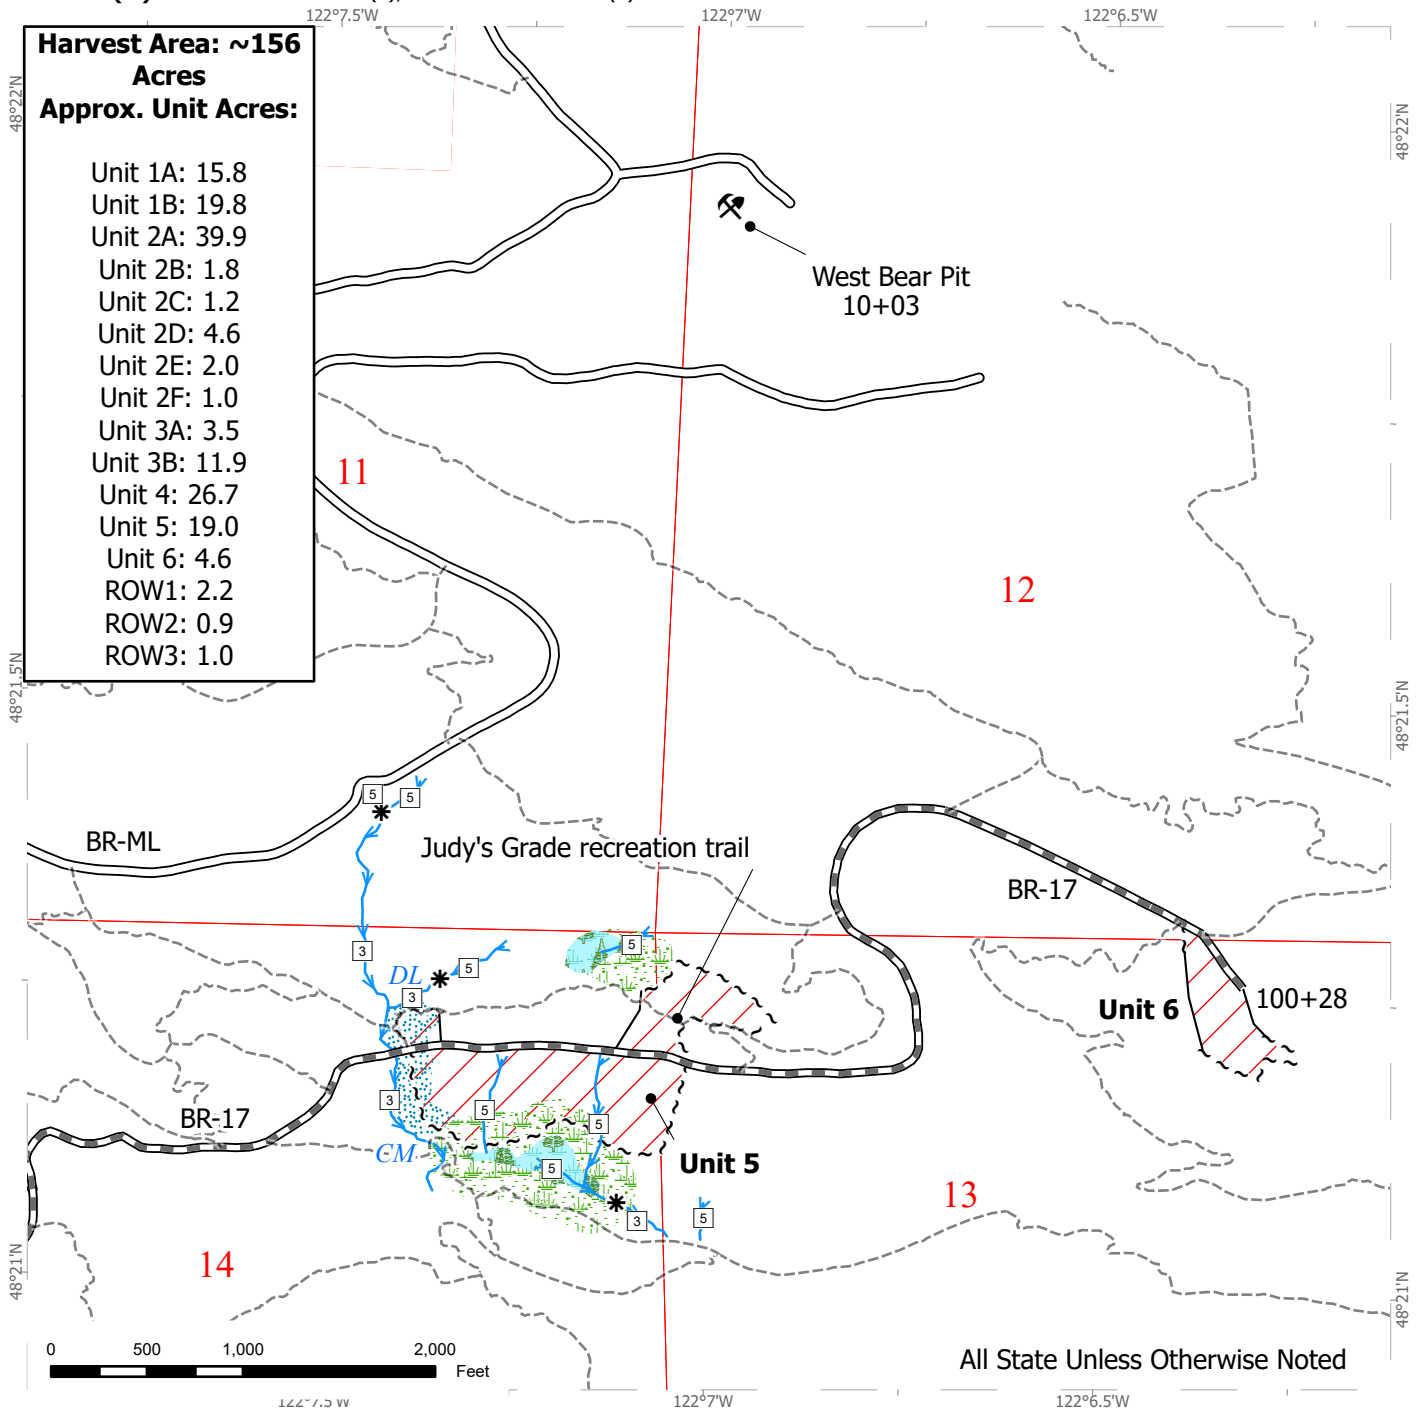 122°7.5'W
122°7'W
122°6.5'W
Harvest Area: ~156
Acres
Approx. Unit Acres:
Unit 1A: 15.8
Unit 1B: 19.8
Unit 2A: 39.9
Unit 2B: 1.8
Unit 2C: 1.2
Unit 2D: 4.6
Unit 2E: 2.0
Unit 2F: 1.0
Unit 3A: 3.5
Unit 3B: 11.9
Unit 4: 26.7
Unit 5: 19.0
Unit 6: 4.6
ROW1: 2.2
ROW2: 0.9
ROW3: 1.0
48°22'N
48°22'N
West Bear Pit
10+03
11
12
48°21.5'N
48°21.5'N
5
5
BR-ML
Judy's Grade recreation trail
BR-17
3
5
5
DL
3
Unit 6
100+28
3
5
5
BR-17
CM
5
Unit 5
3
5
13
14
48°21'N
48°21'N
0
500
1,000
2,000
Feet
All State Unless Otherwise Noted
122°7.5'W
122°7'W
122°6.5'W